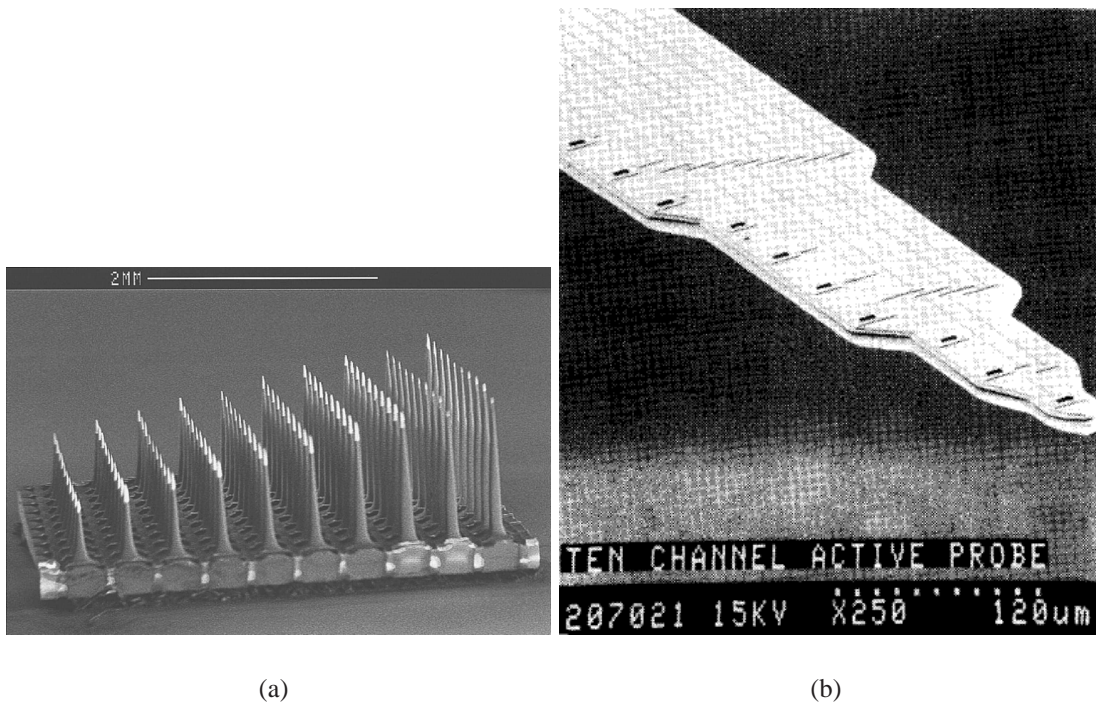 2MM
TEN CHANNEL ACTIVE PROBE
207021 15KV X250 120um
(a)
(b)